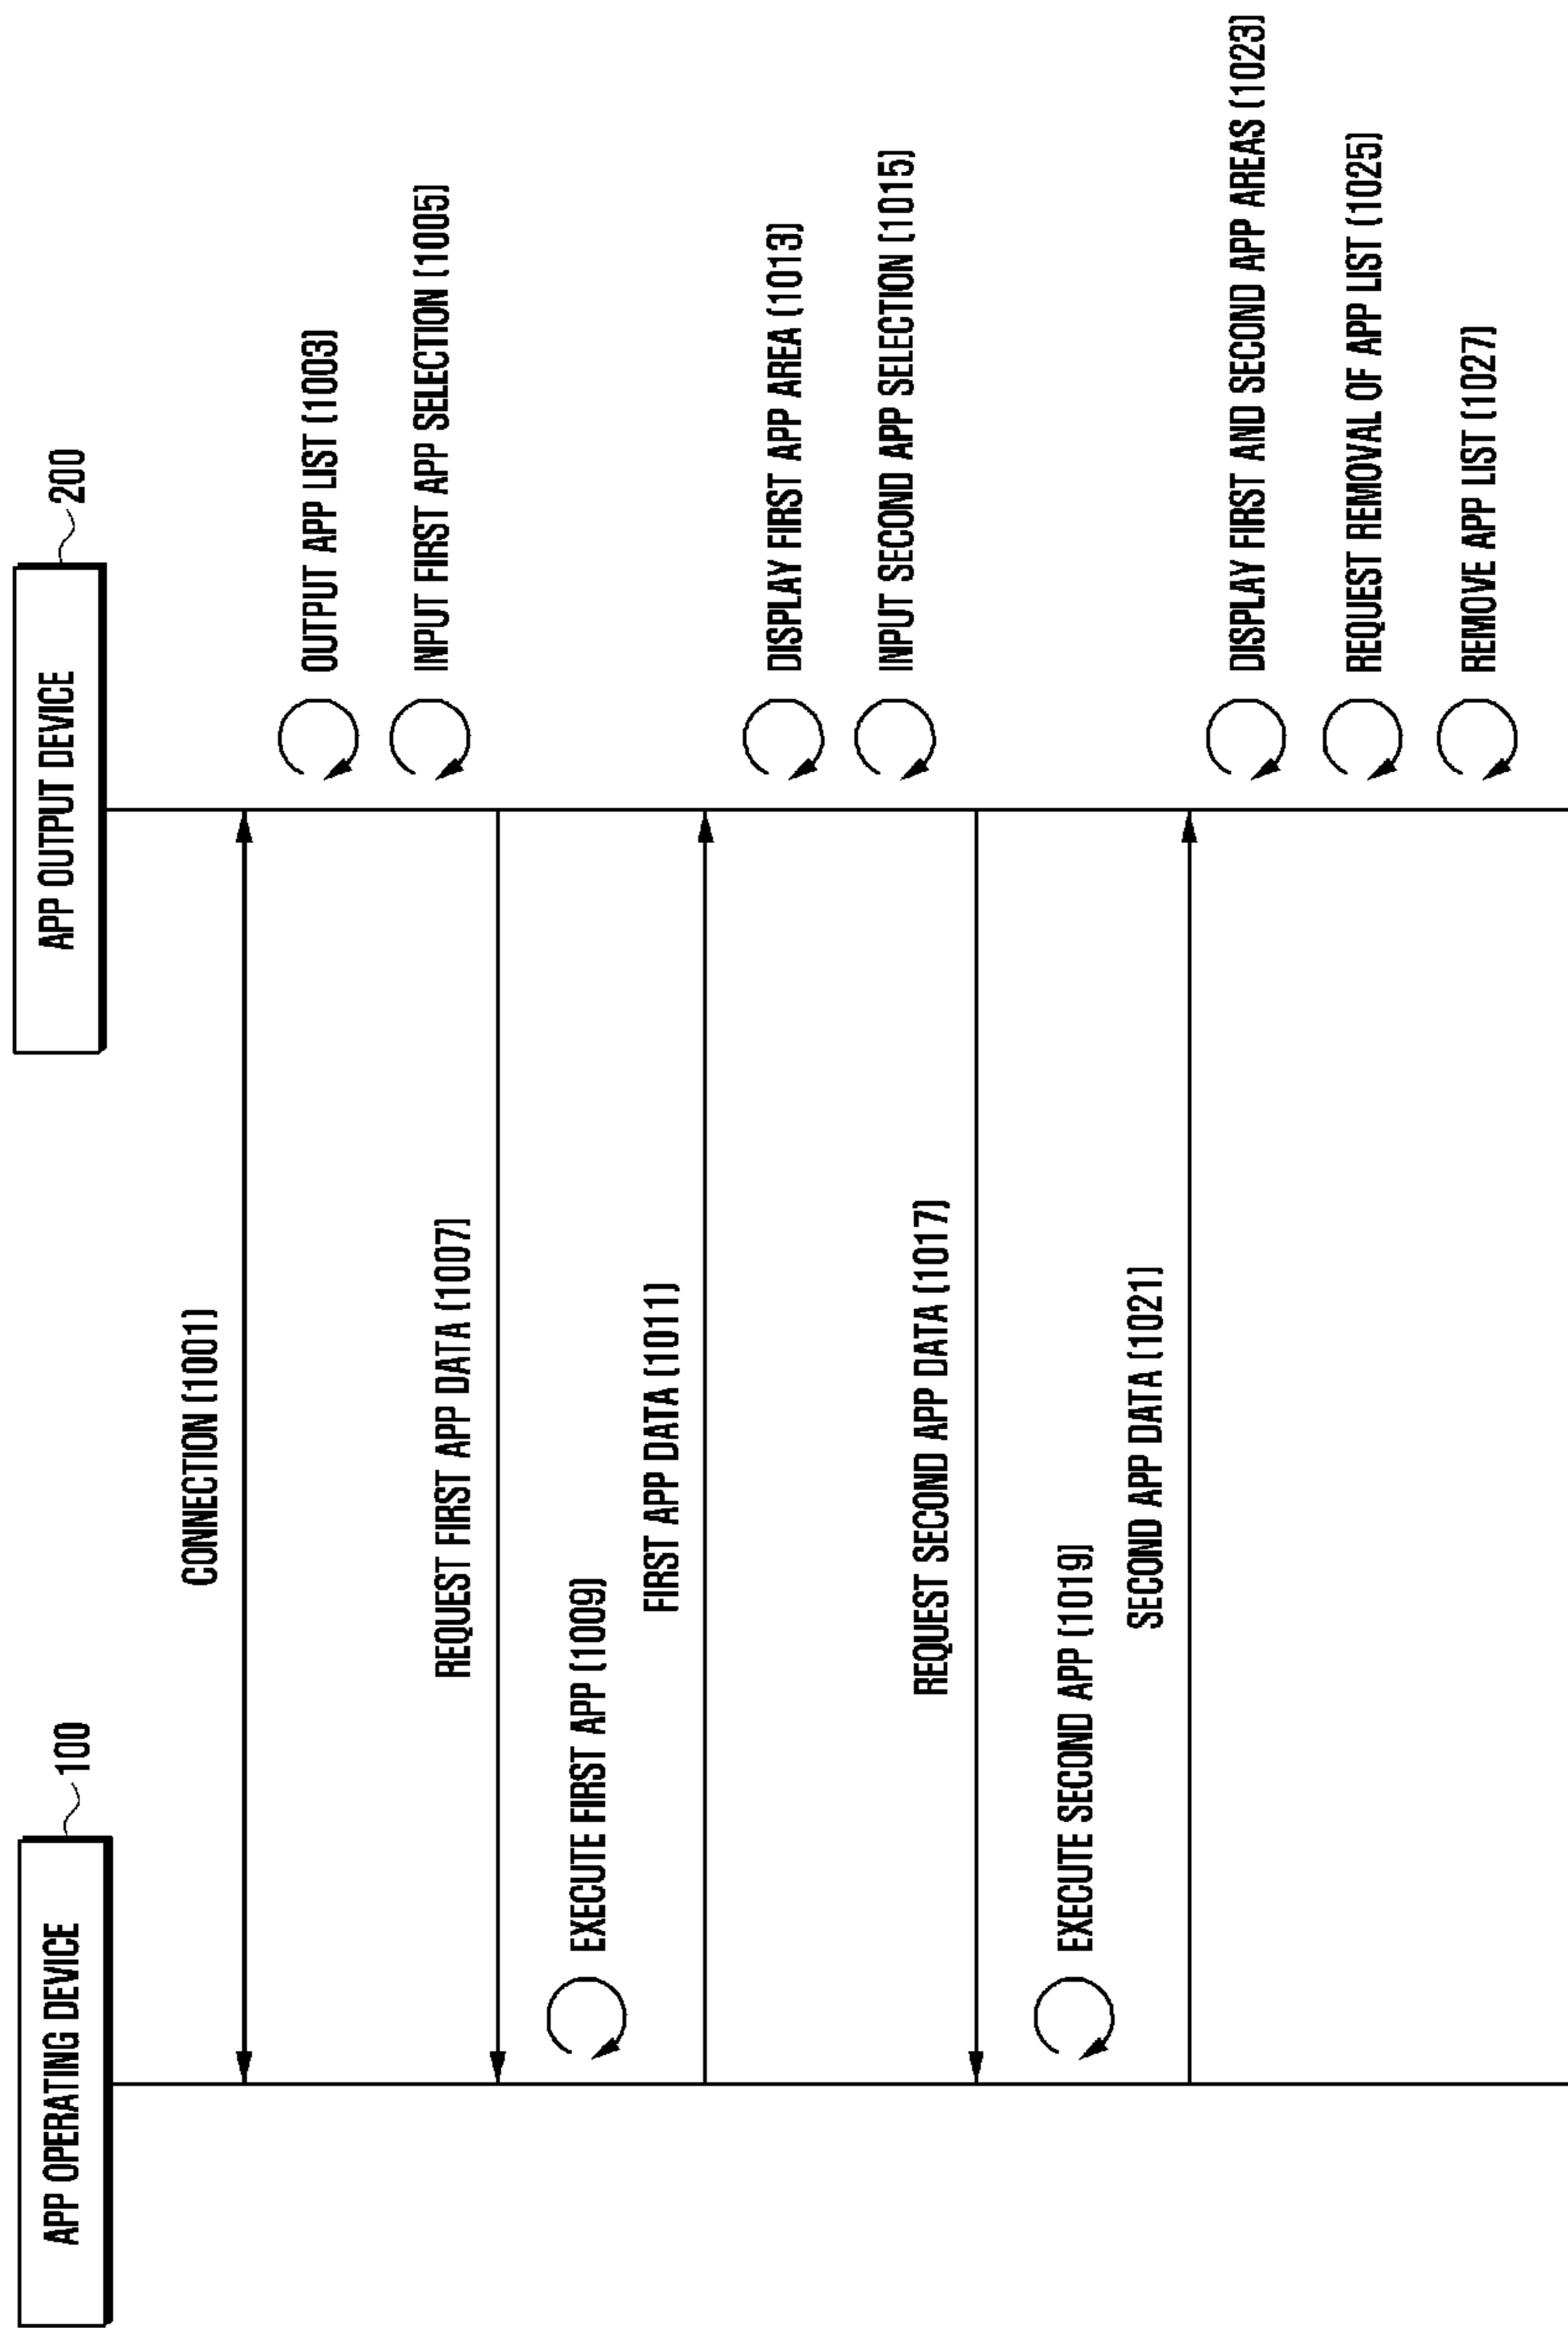 APP OPERATING DEVICE
100
APP OUTPUT DEVICE
200
CONNECTION (1001)
OUTPUT APP LIST (1003)
INPUT FIRST APP SELECTION (1005)
REQUEST FIRST APP DATA (1007)
EXECUTE FIRST APP (1009)
FIRST APP DATA (1011)
DISPLAY FIRST APP AREA (1013)
INPUT SECOND APP SELECTION (1015)
REQUEST SECOND APP DATA (1017)
EXECUTE SECOND APP (1019)
SECOND APP DATA (1021)
DISPLAY FIRST AND SECOND APP AREAS (1023)
REQUEST REMOVAL OF APP LIST (1025)
REMOVE APP LIST (1027)